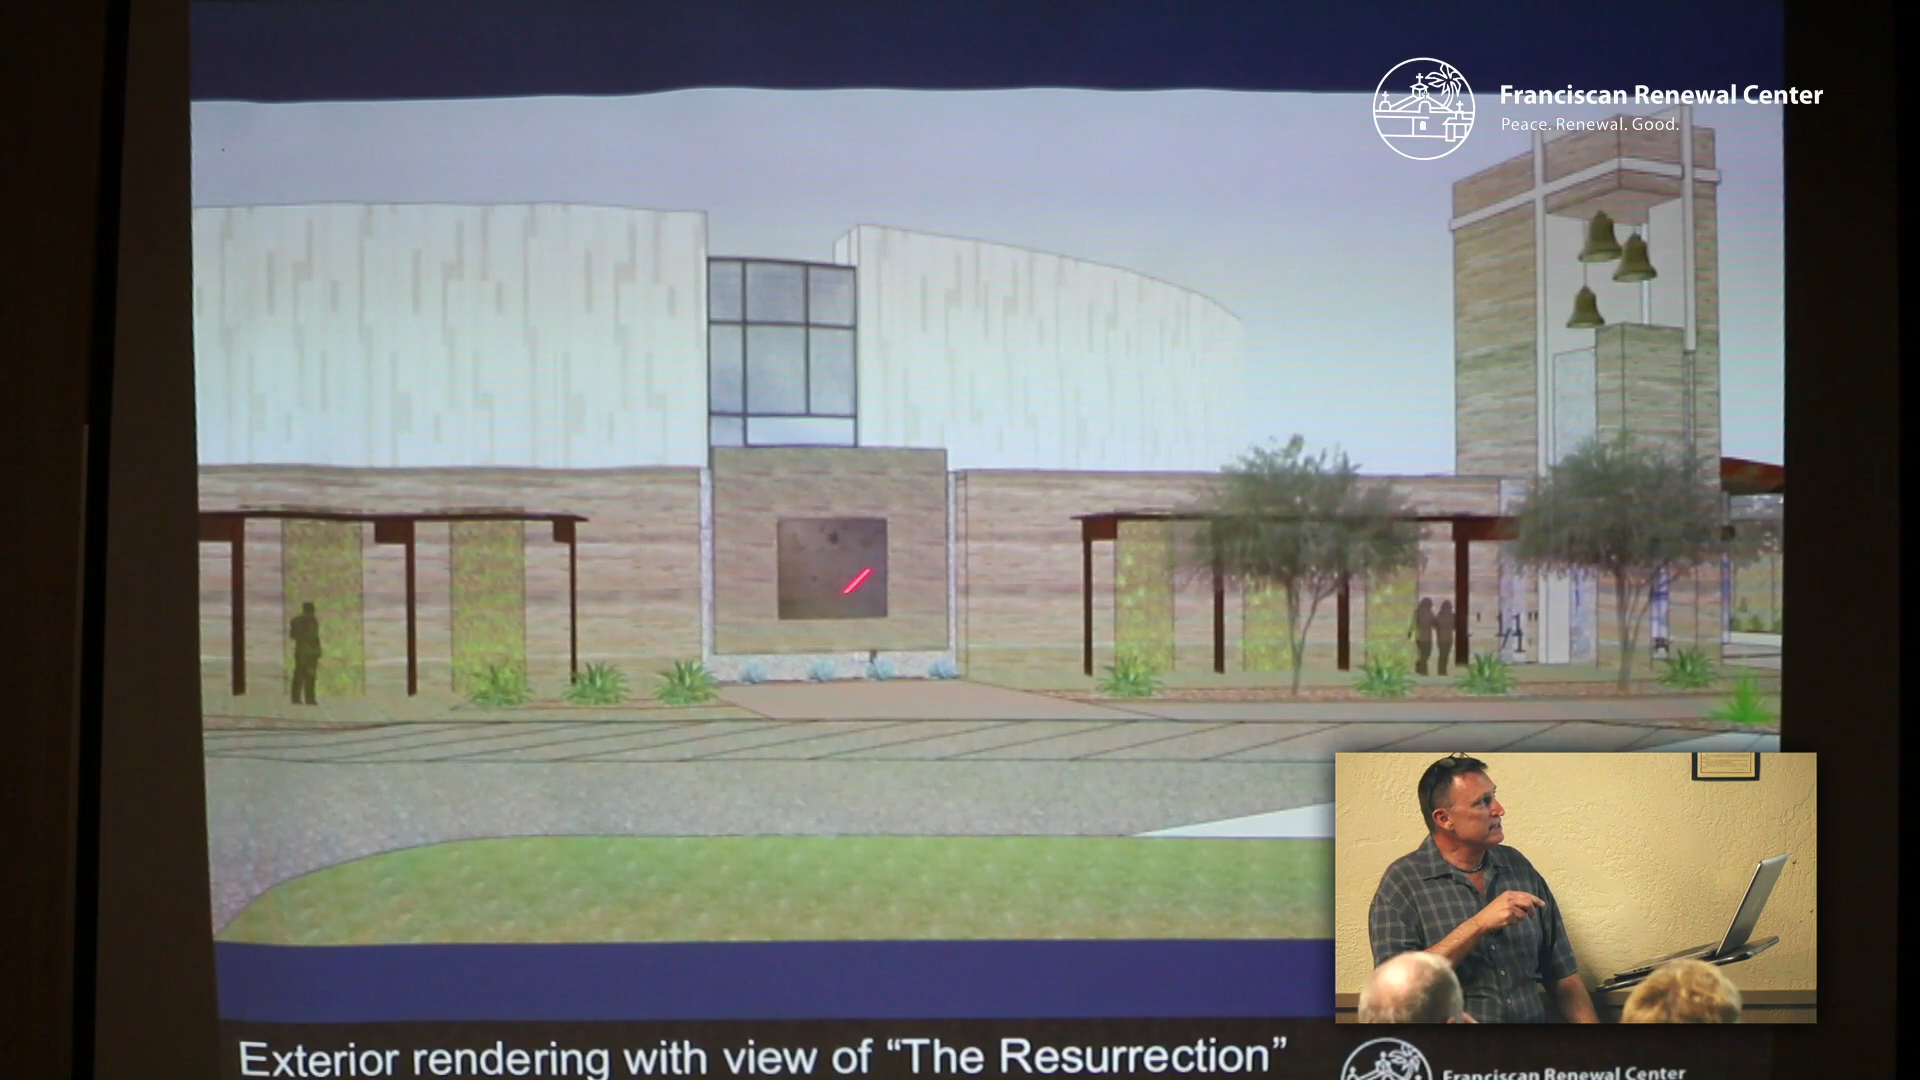 Franciscan Renewal Center
Peace. Renewal. Good.
Exterior rendering with view of “The Resurrection”
Franciscan Renewal Center